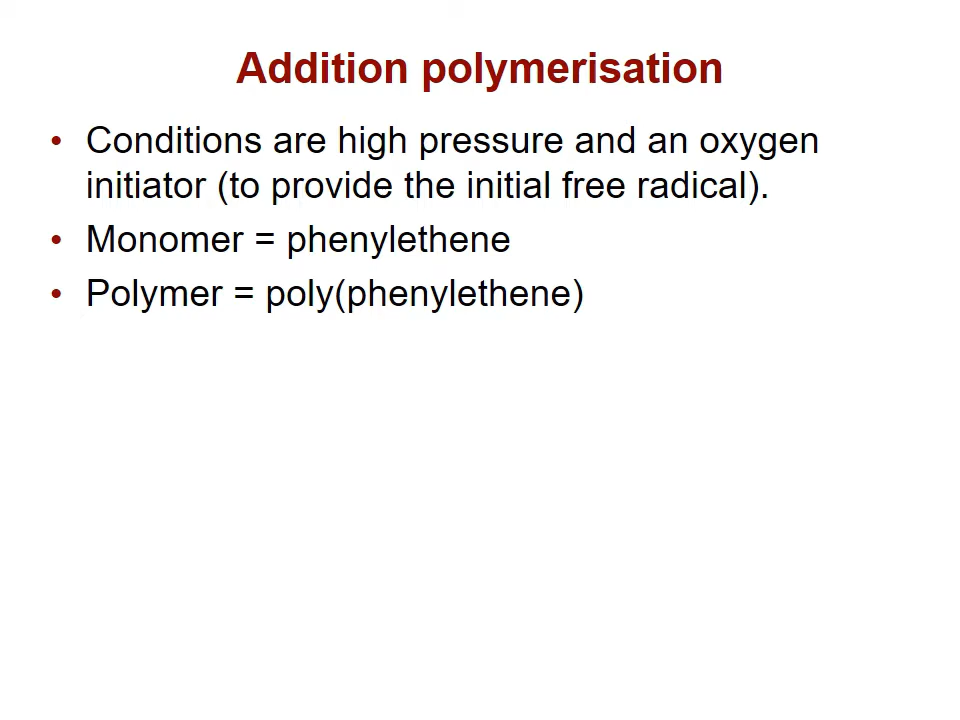 Addition polymerisation
• Conditions are high pressure and an oxygen
initiator (to provide the initial free radical).
• Monomer = phenylethene
• Polymer = poly(phenylethene)